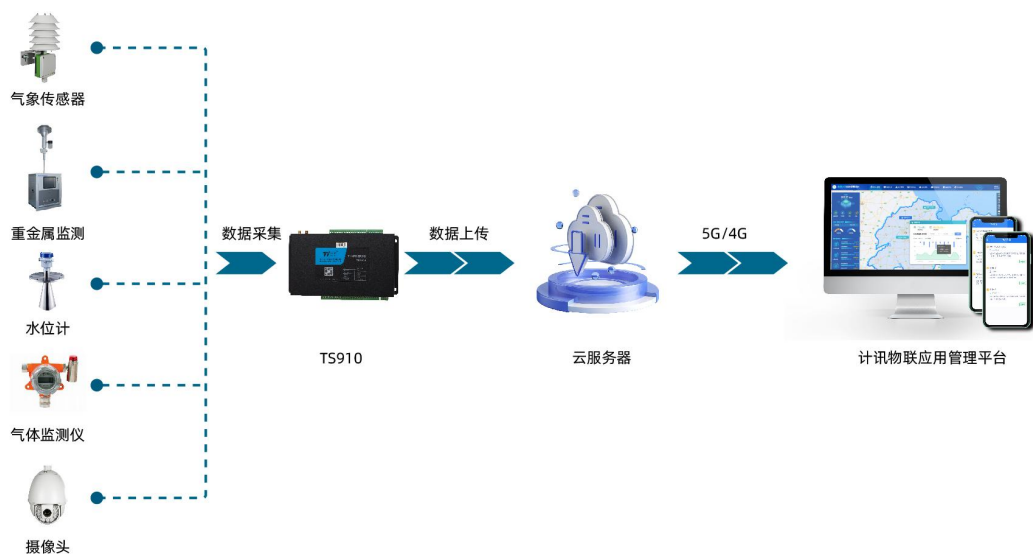 气象传感器
重金属监测
水位计
气体监测仪
摄像头
数据采集
TS910
数据上传
云服务器
5G/4G
计讯物联应用管理平台